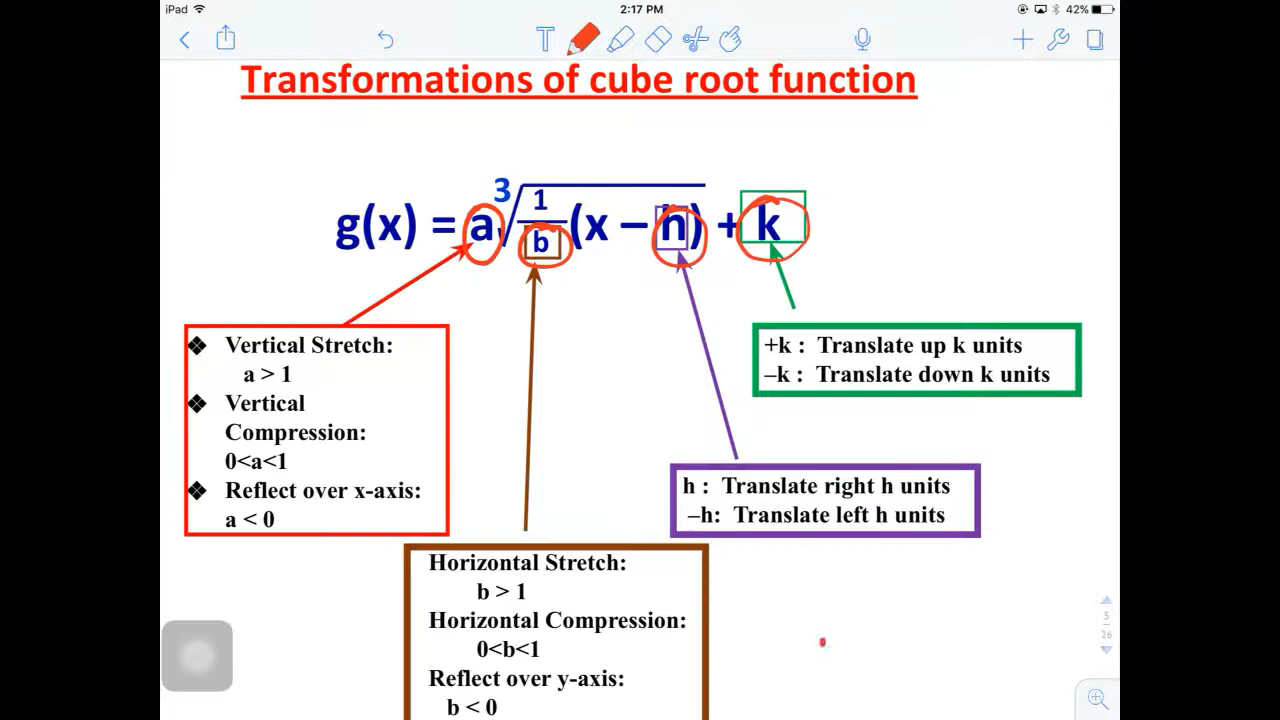 iPad 2:17 PM 42%
T
Transformations of cube root function
g(x) = a∛(1/b (x – h)) + k
❖ Vertical Stretch:
a > 1
❖ Vertical
Compression:
0<a<1
❖ Reflect over x-axis:
a < 0
+k : Translate up k units
–k : Translate down k units
h : Translate right h units
–h: Translate left h units
Horizontal Stretch:
b > 1
Horizontal Compression:
0<b<1
Reflect over y-axis:
b < 0
5
26